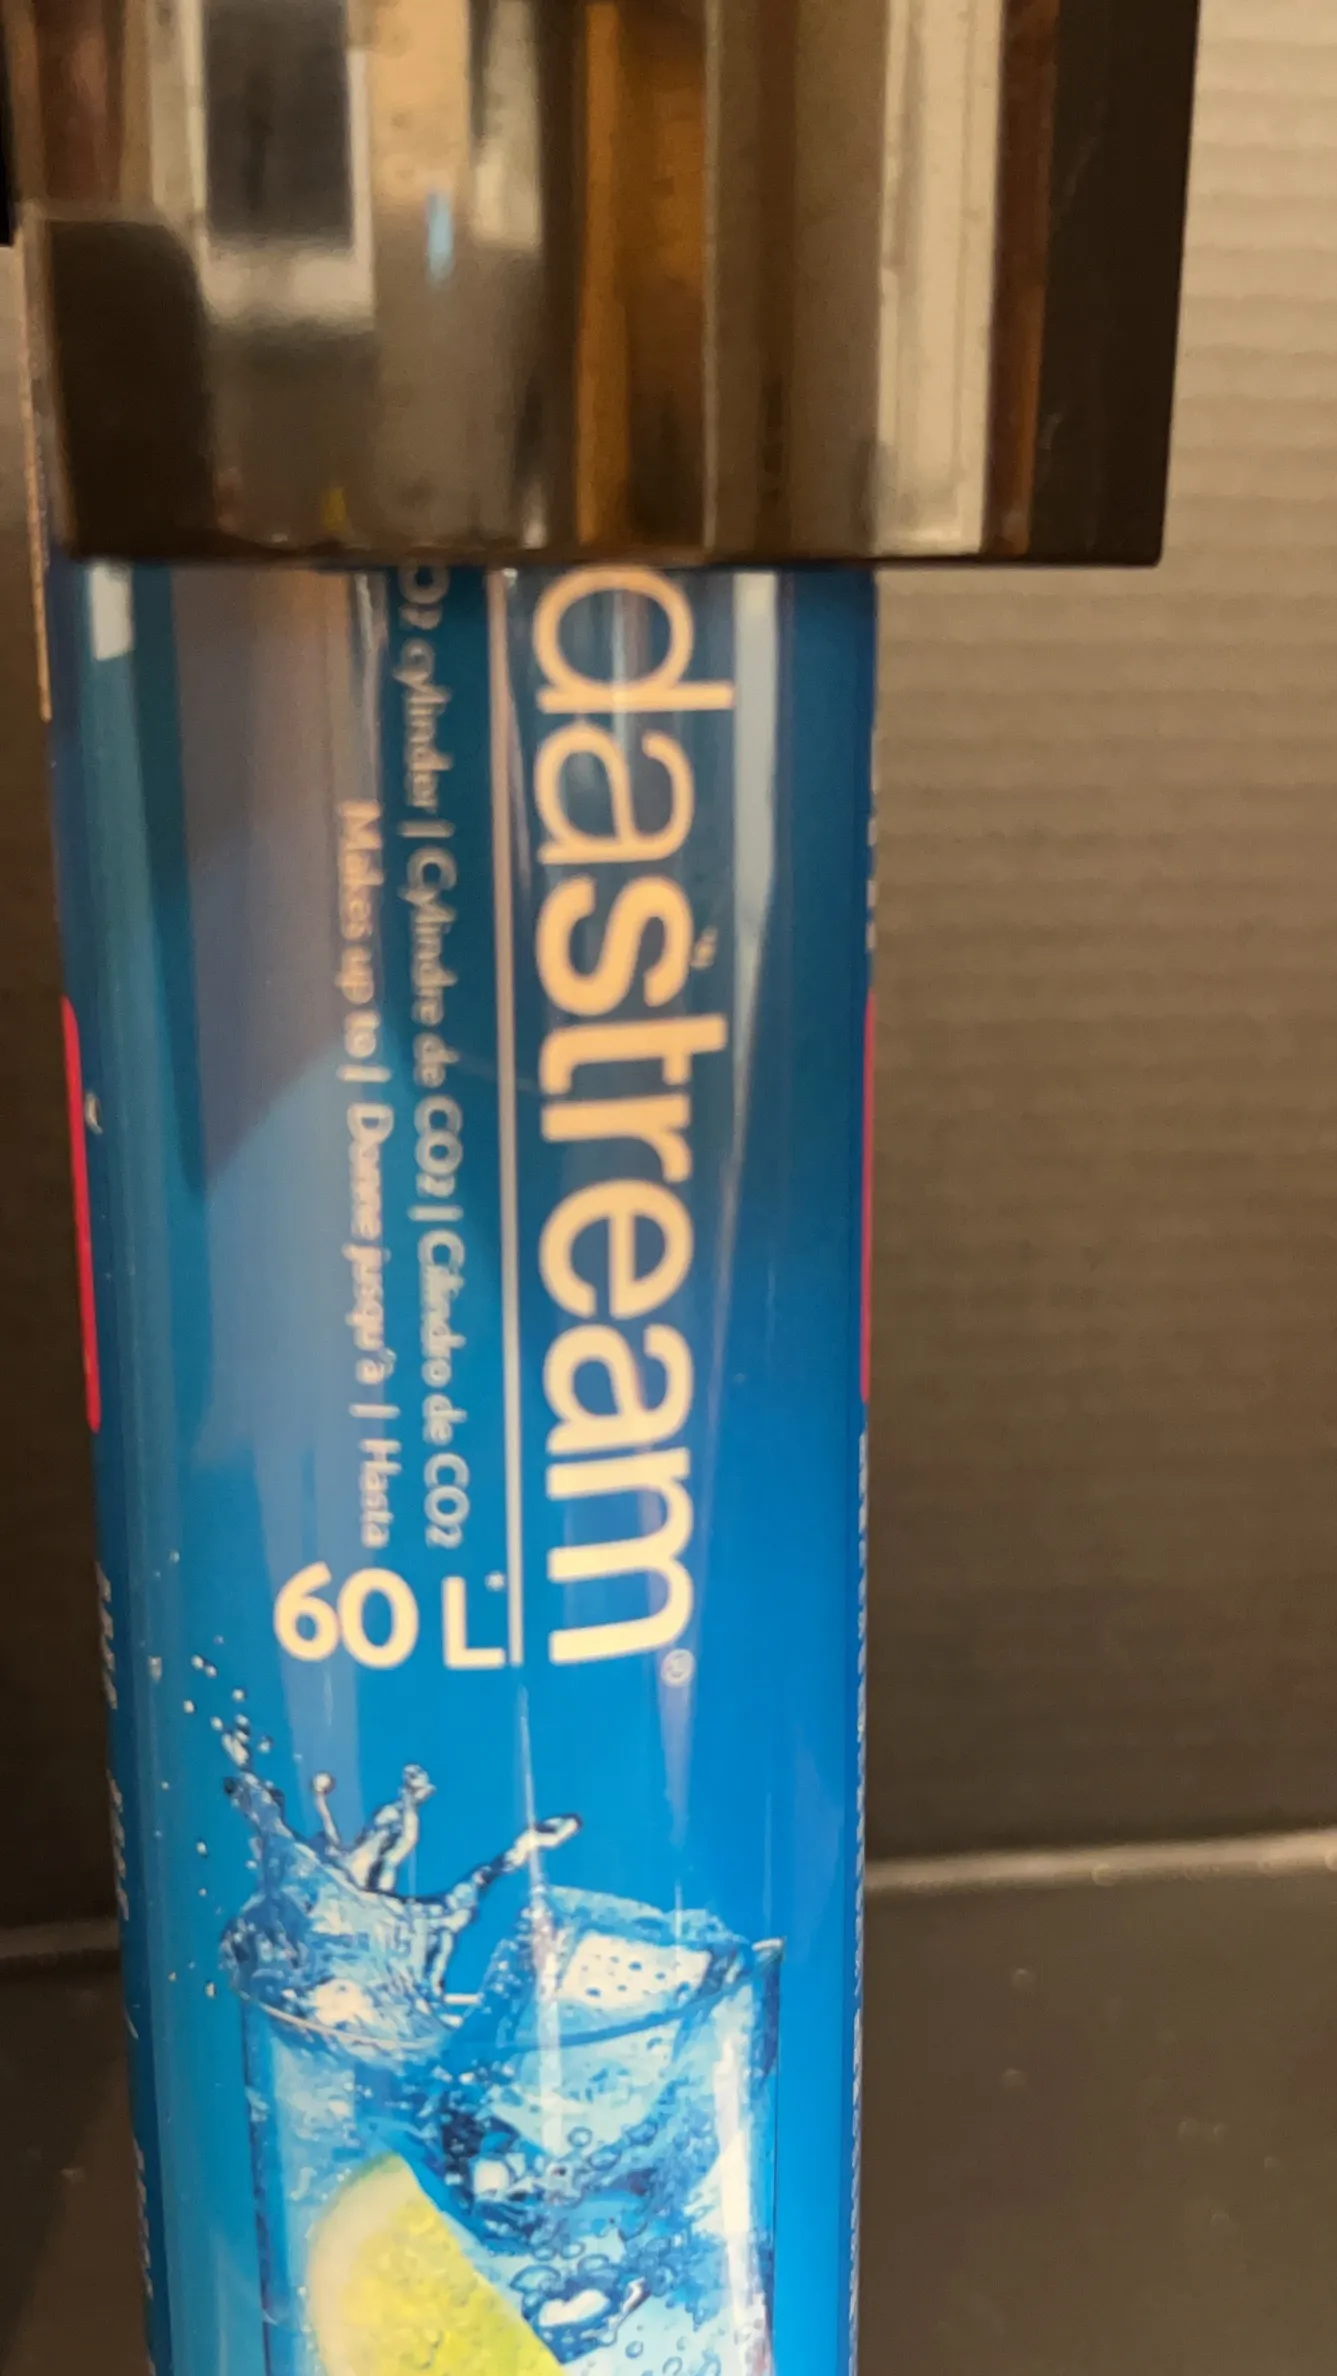 dastream®
O2 cylinder | Cylindre de CO2 | Cilindro de CO2
Makes up to | Donne jusqu'à | Hasta
60 L*